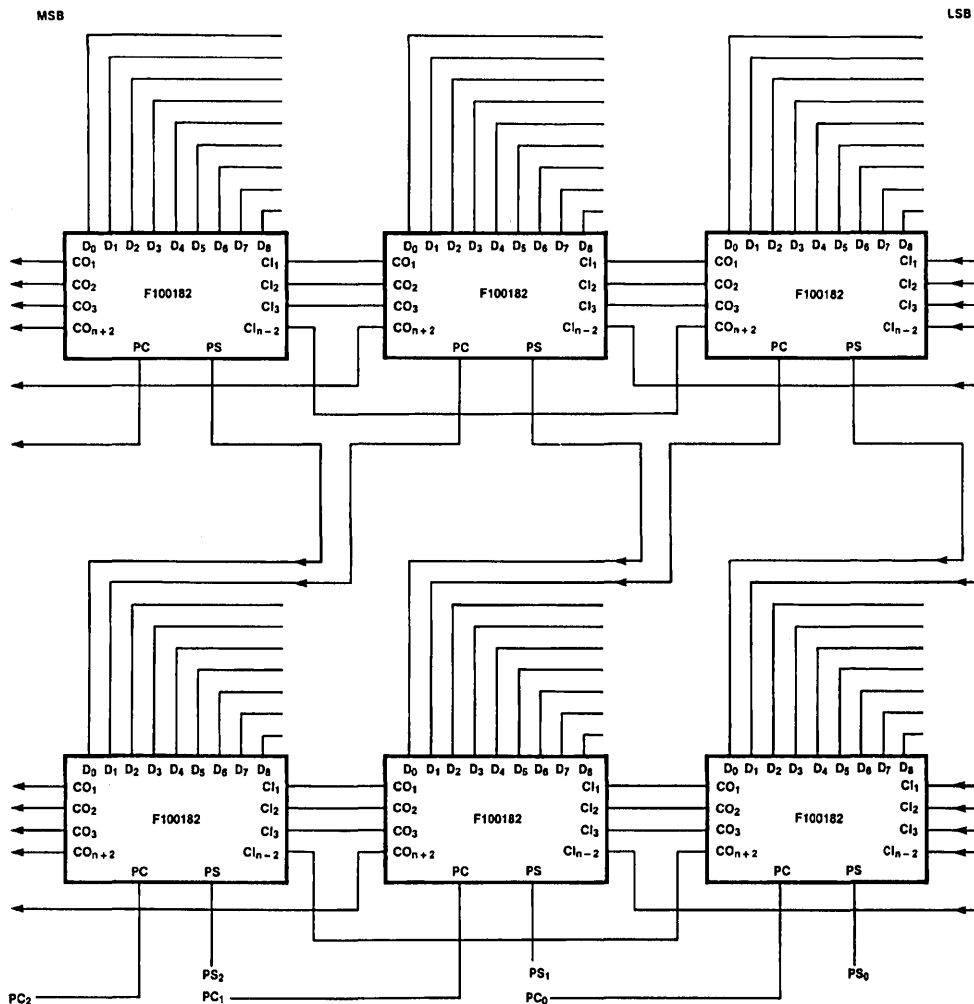 MSB LSB
D0 D1 D2 D3 D4 D5 D6 D7 D8 D0 D1 D2 D3 D4 D5 D6 D7 D8 D0 D1 D2 D3 D4 D5 D6 D7 D8
CO1 CI1 CO1 CI1 CO1 CI1
CO2 CI2 CO2 CI2 CO2 CI2
F100182 F100182 F100182
CO3 CI3 CO3 CI3 CO3 CI3
COn+2 CIn-2 COn+2 CIn-2 COn+2 CIn-2
PC PS PC PS PC PS
D0 D1 D2 D3 D4 D5 D6 D7 D8 D0 D1 D2 D3 D4 D5 D6 D7 D8 D0 D1 D2 D3 D4 D5 D6 D7 D8
CO1 CI1 CO1 CI1 CO1 CI1
CO2 CI2 CO2 CI2 CO2 CI2
F100182 F100182 F100182
CO3 CI3 CO3 CI3 CO3 CI3
COn+2 CIn-2 COn+2 CIn-2 COn+2 CIn-2
PC PS PC PS PC PS
PS2 PS1 PS0
PC2 PC1 PC0